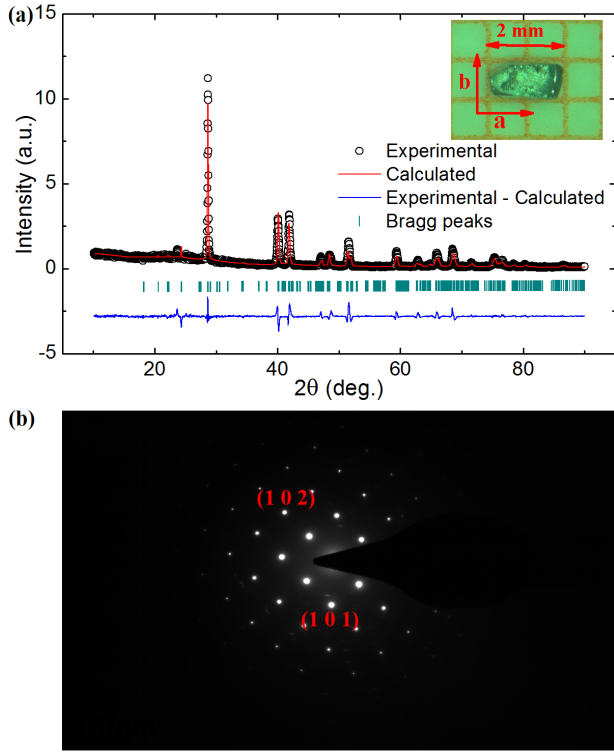 (a)
15
10
5
0
-5
Intensity (a.u.)
2 mm
b
a
Experimental
Calculated
Experimental - Calculated
Bragg peaks
20
40
60
80
2θ (deg.)
(b)
(1 0 2)
(1 0 1)